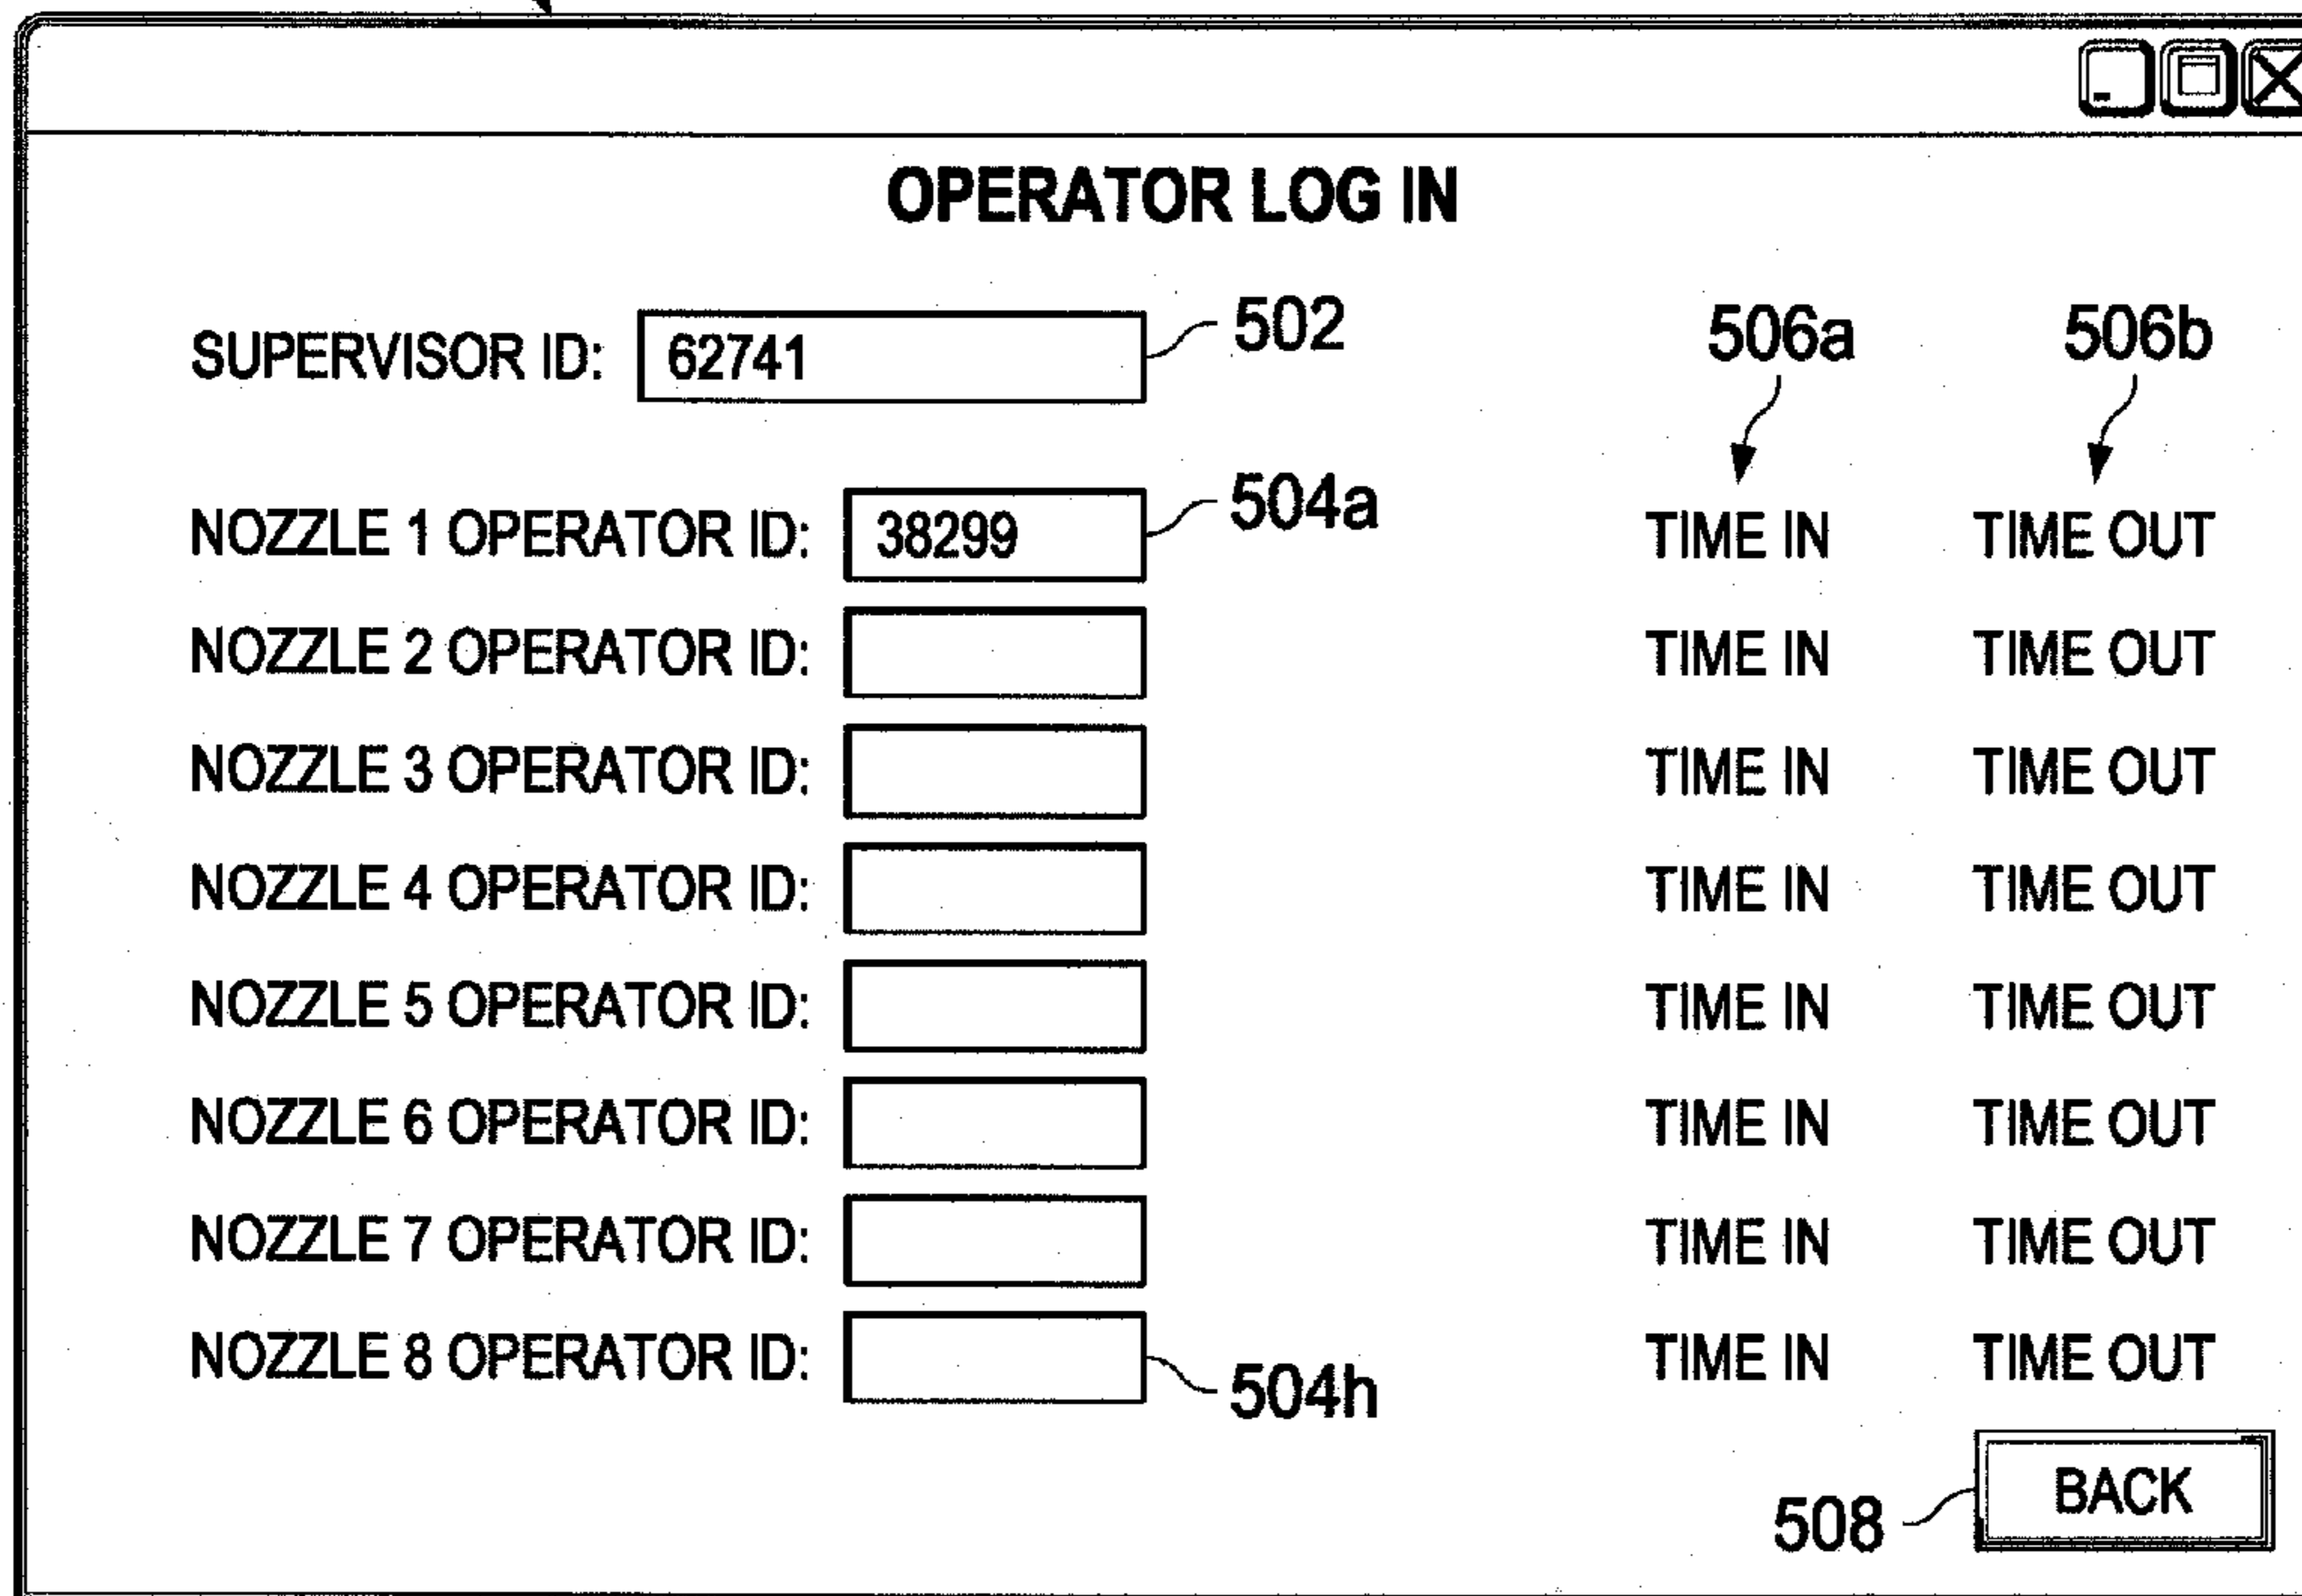 OPERATOR LOG IN
SUPERVISOR ID: 62741 502 506a 506b
NOZZLE 1 OPERATOR ID: 38299 504a TIME IN TIME OUT
NOZZLE 2 OPERATOR ID: TIME IN TIME OUT
NOZZLE 3 OPERATOR ID: TIME IN TIME OUT
NOZZLE 4 OPERATOR ID: TIME IN TIME OUT
NOZZLE 5 OPERATOR ID: TIME IN TIME OUT
NOZZLE 6 OPERATOR ID: TIME IN TIME OUT
NOZZLE 7 OPERATOR ID: TIME IN TIME OUT
NOZZLE 8 OPERATOR ID: 504h TIME IN TIME OUT
508 BACK